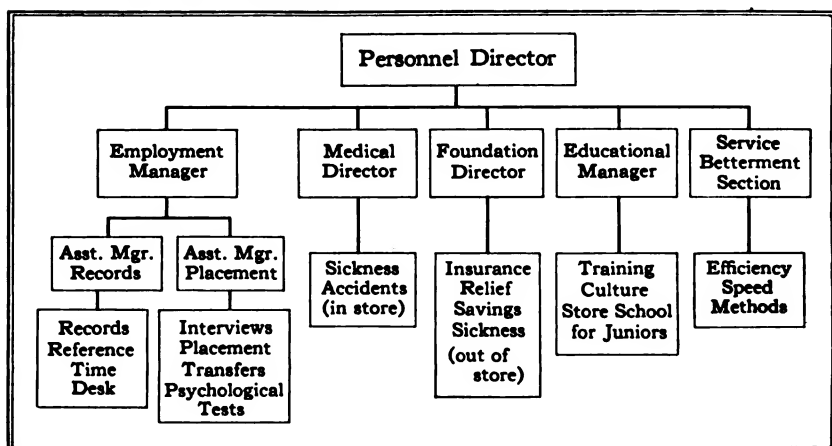 Personnel Director
Employment
Manager
Medical
Director
Foundation
Director
Educational
Manager
Service
Betterment
Section
Asst. Mgr.
Records
Asst. Mgr.
Placement
Sickness
Accidents
(in store)
Insurance
Relief
Savings
Sickness
(out of
store)
Training
Culture
Store School
for Juniors
Efficiency
Speed
Methods
Records
Reference
Time
Desk
Interviews
Placement
Transfers
Psychological
Tests